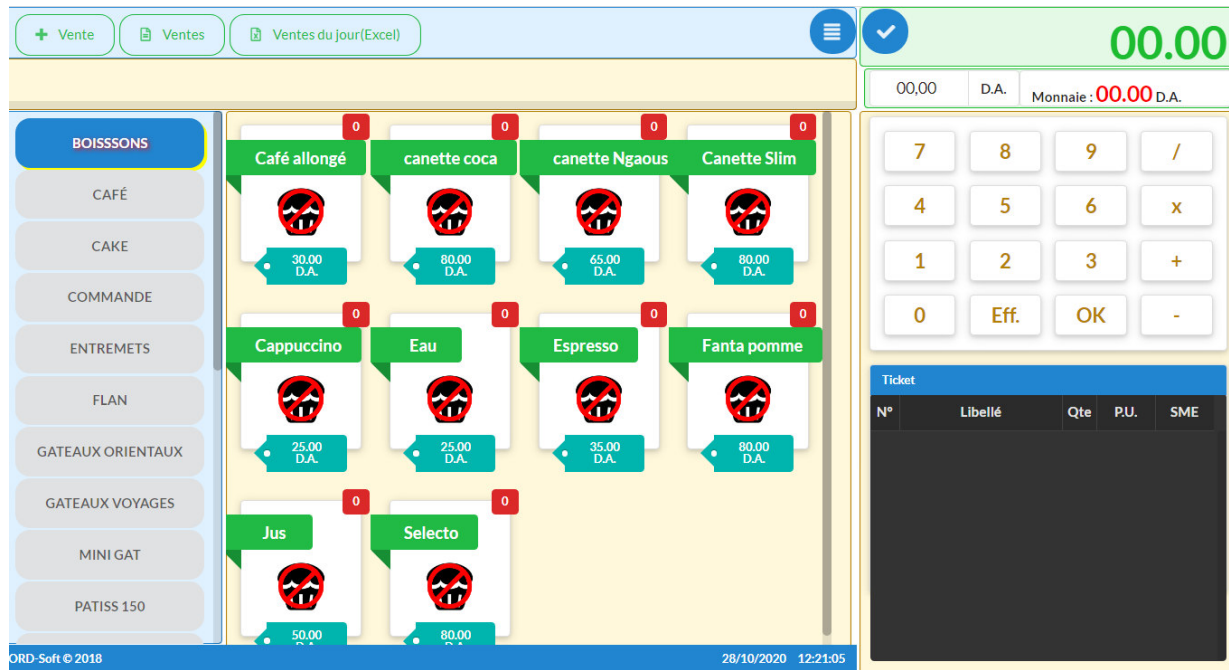 Vente
Ventes
Ventes du jour(Excel)
00.00
00,00
D.A.
Monnaie : 00.00 D.A.
BOISSSONS
CAFÉ
CAKE
COMMANDE
ENTREMETS
FLAN
GATEAUX ORIENTAUX
GATEAUX VOYAGES
MINI GAT
PATISS 150
0
Café allongé
30.00
D.A.
0
canette coca
80.00
D.A.
0
canette Ngaous
65.00
D.A.
0
Canette Slim
80.00
D.A.
0
Cappuccino
25.00
D.A.
0
Eau
25.00
D.A.
0
Espresso
35.00
D.A.
0
Fanta pomme
80.00
D.A.
0
Jus
50.00
0
Selecto
80.00
7 8 9 /
4 5 6 x
1 2 3 +
0 Eff. OK -
Ticket
N° Libellé Qte P.U. SME
ORD-Soft © 2018
28/10/2020 12:21:05